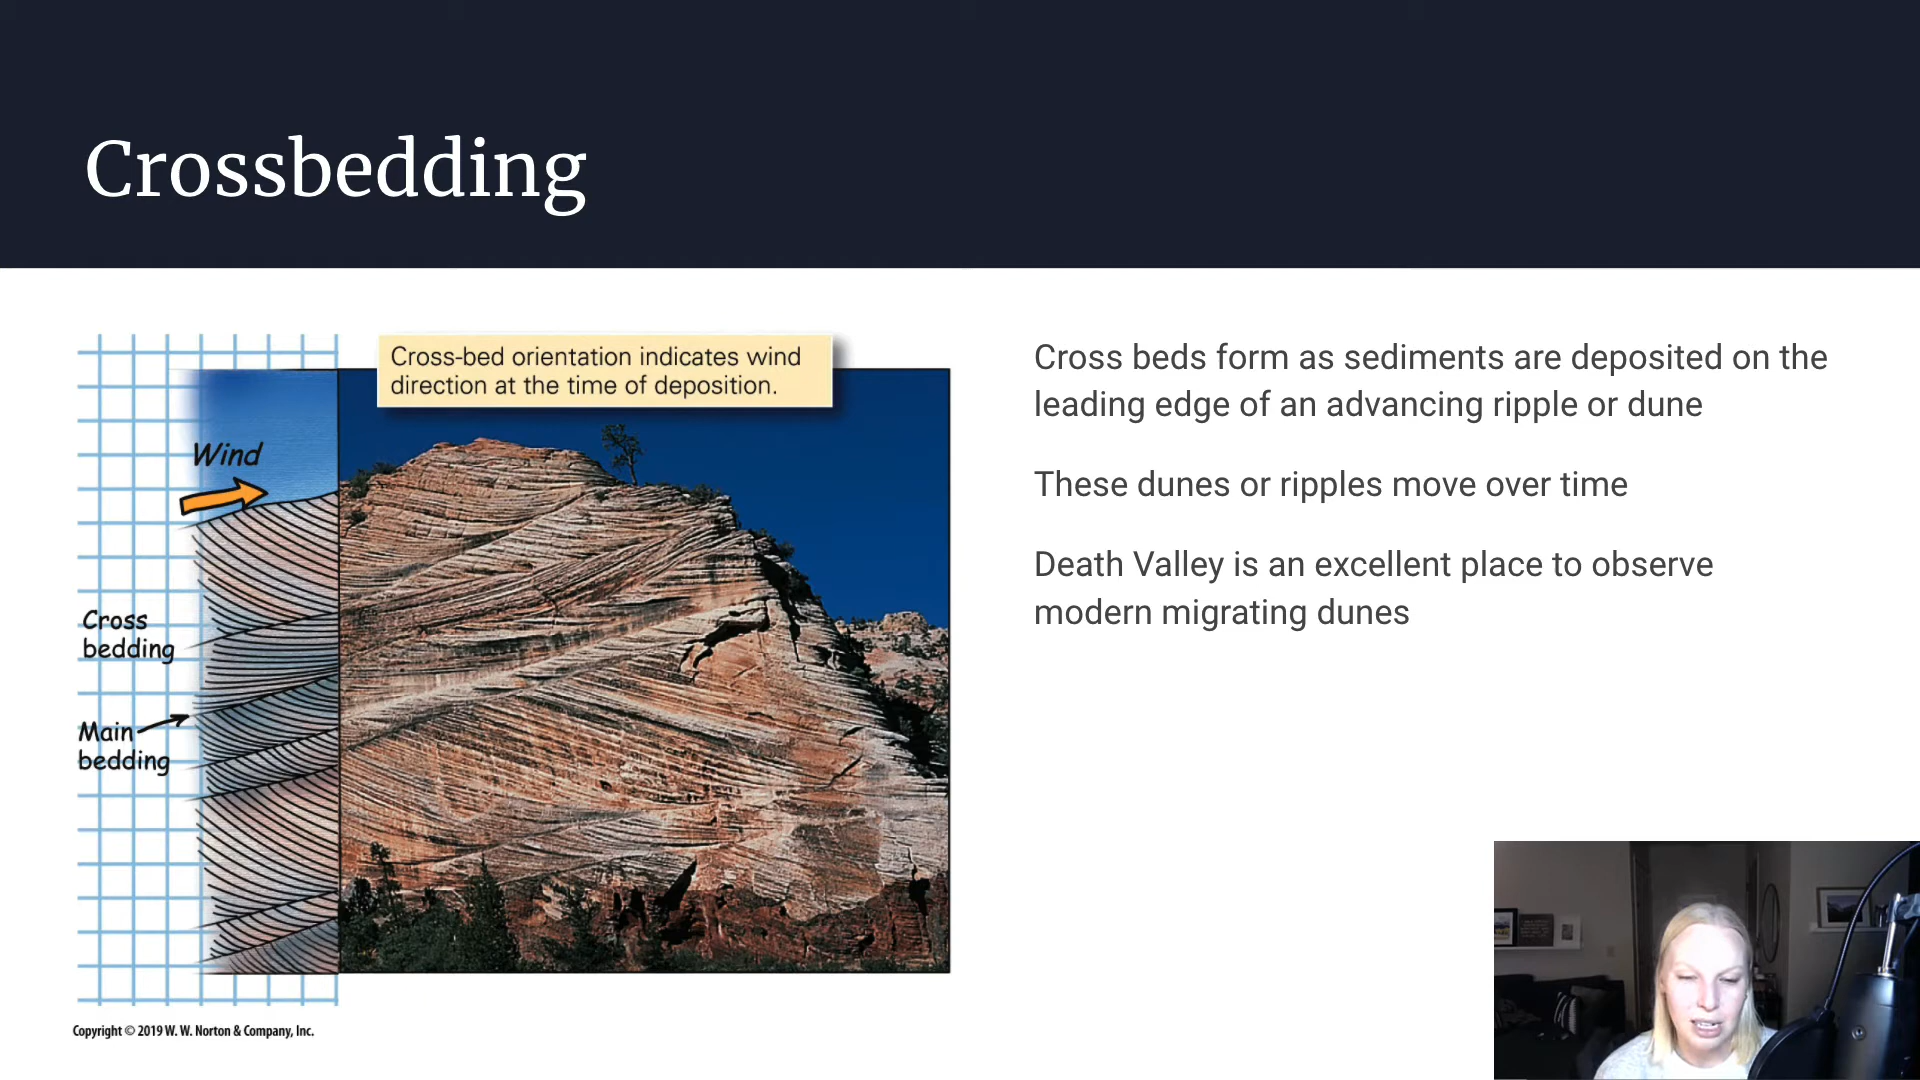 Crossbedding
Cross-bed orientation indicates wind
direction at the time of deposition.
Wind
Cross
bedding
Main
bedding
Copyright © 2019 W. W. Norton & Company, Inc.
Cross beds form as sediments are deposited on the
leading edge of an advancing ripple or dune
These dunes or ripples move over time
Death Valley is an excellent place to observe
modern migrating dunes